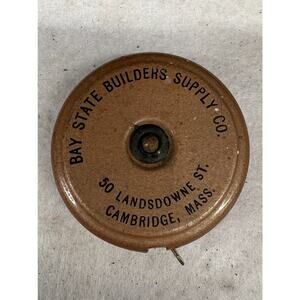 BAY STATE BUILDERS SUPPLY CO.
50 LANDSDOWNE ST.
CAMBRIDGE, MASS.